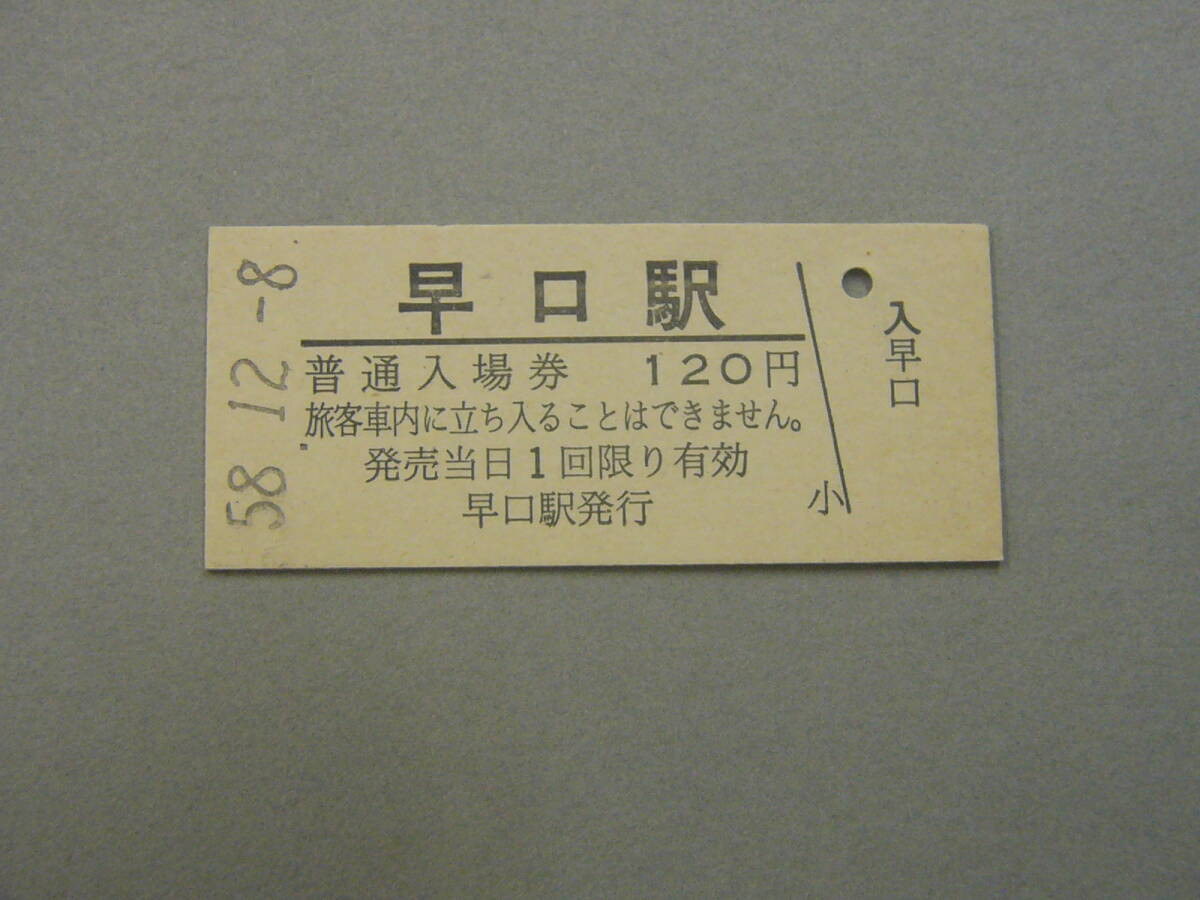 58.12.-8
早口駅
普通入場券 120円
旅客車内に立ち入ることはできません。
発売当日1回限り有効
早口駅発行
小
入
早口